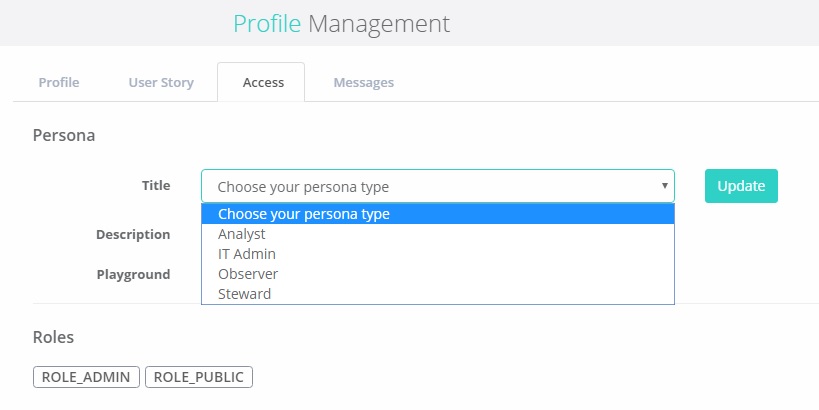 Profile Management
Profile User Story Access Messages
Persona
Title Choose your persona type Update
Choose your persona type
Description Analyst
IT Admin
Playground Observer
Steward
Roles
ROLE_ADMIN ROLE_PUBLIC